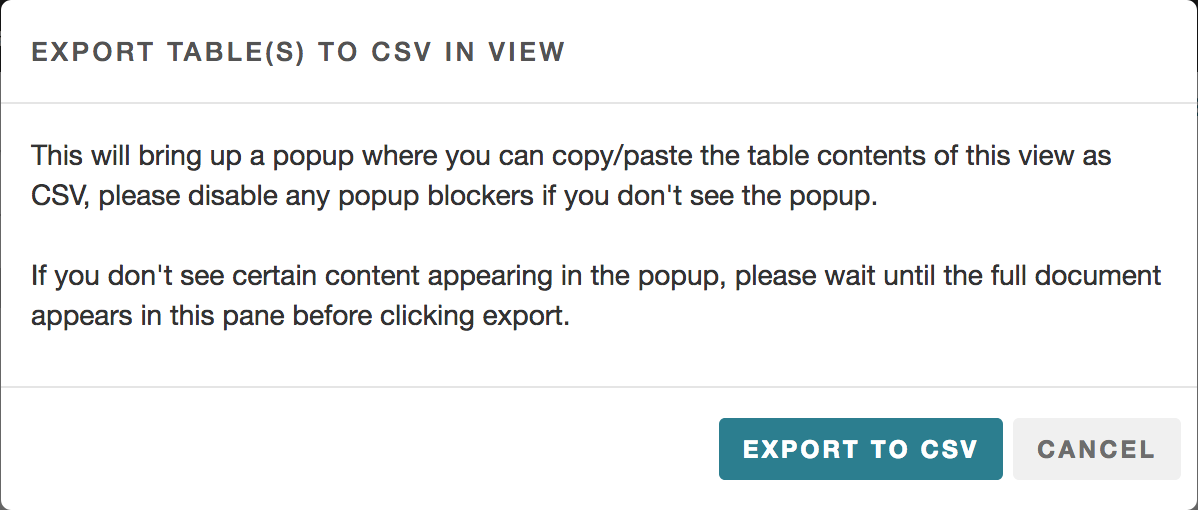 EXPORT TABLE(S) TO CSV IN VIEW
This will bring up a popup where you can copy/paste the table contents of this view as
CSV, please disable any popup blockers if you don't see the popup.
If you don't see certain content appearing in the popup, please wait until the full document
appears in this pane before clicking export.
EXPORT TO CSV
CANCEL